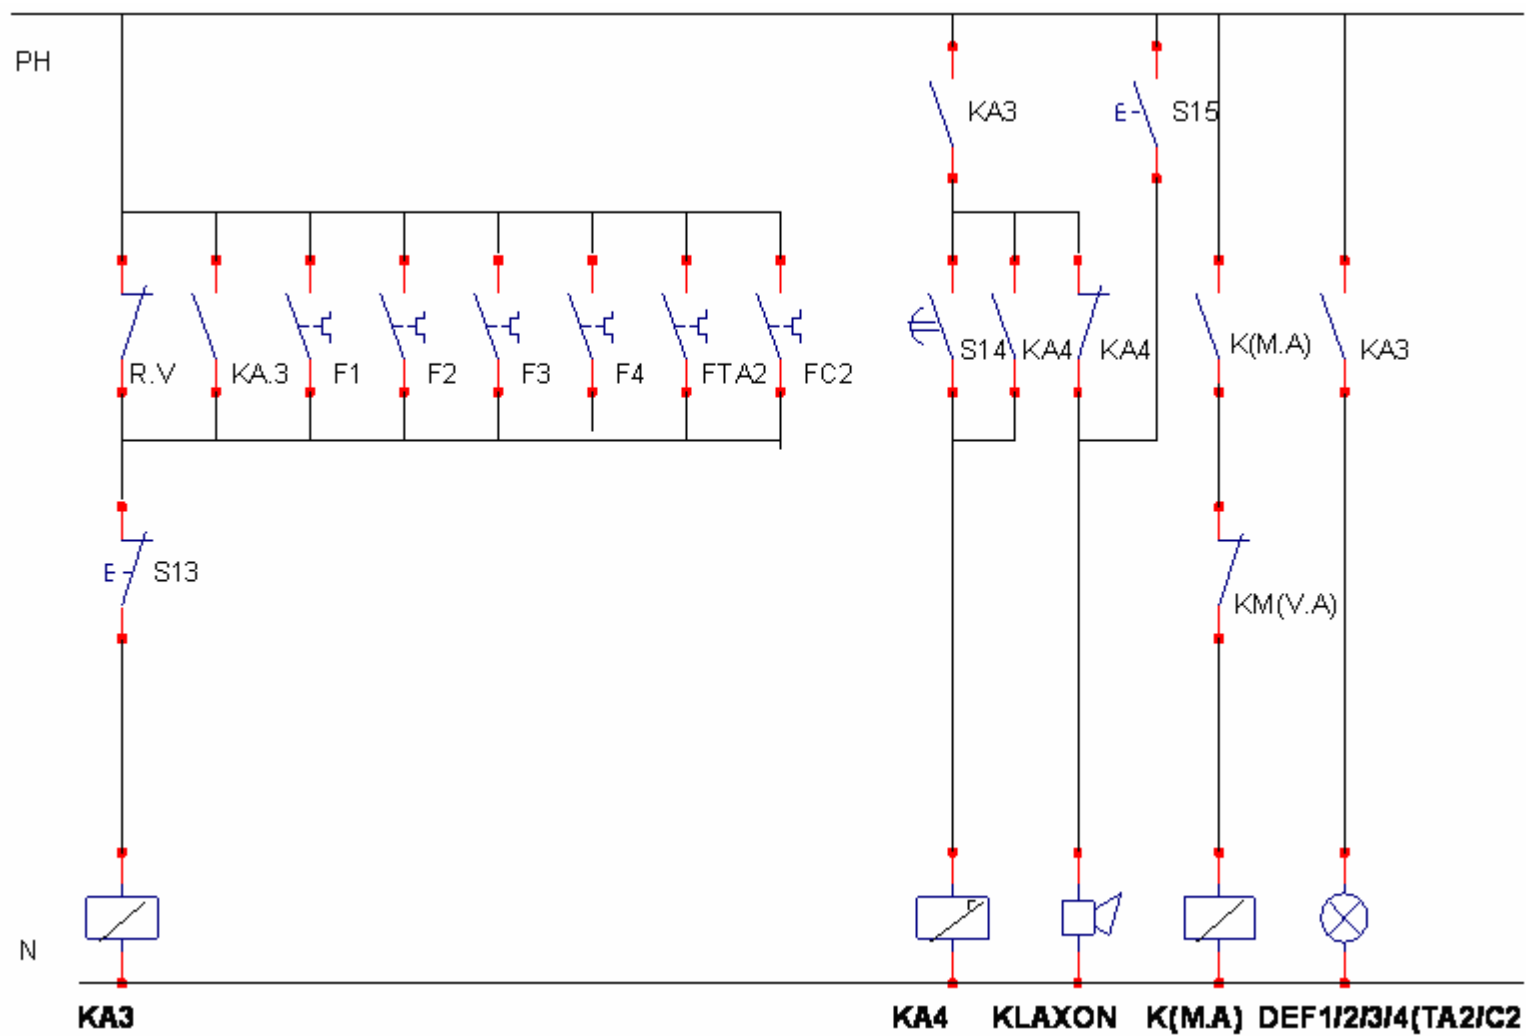 PH
KA3
S15
R.V
KA.3
F1
F2
F3
F4
FTA2
FC2
S14
KA4
KA4
K(M.A)
KA3
S13
KM(V.A)
N
KA3
KA4
KLAXON
K(M.A)
DEF1/2/3/4(TA2/C2